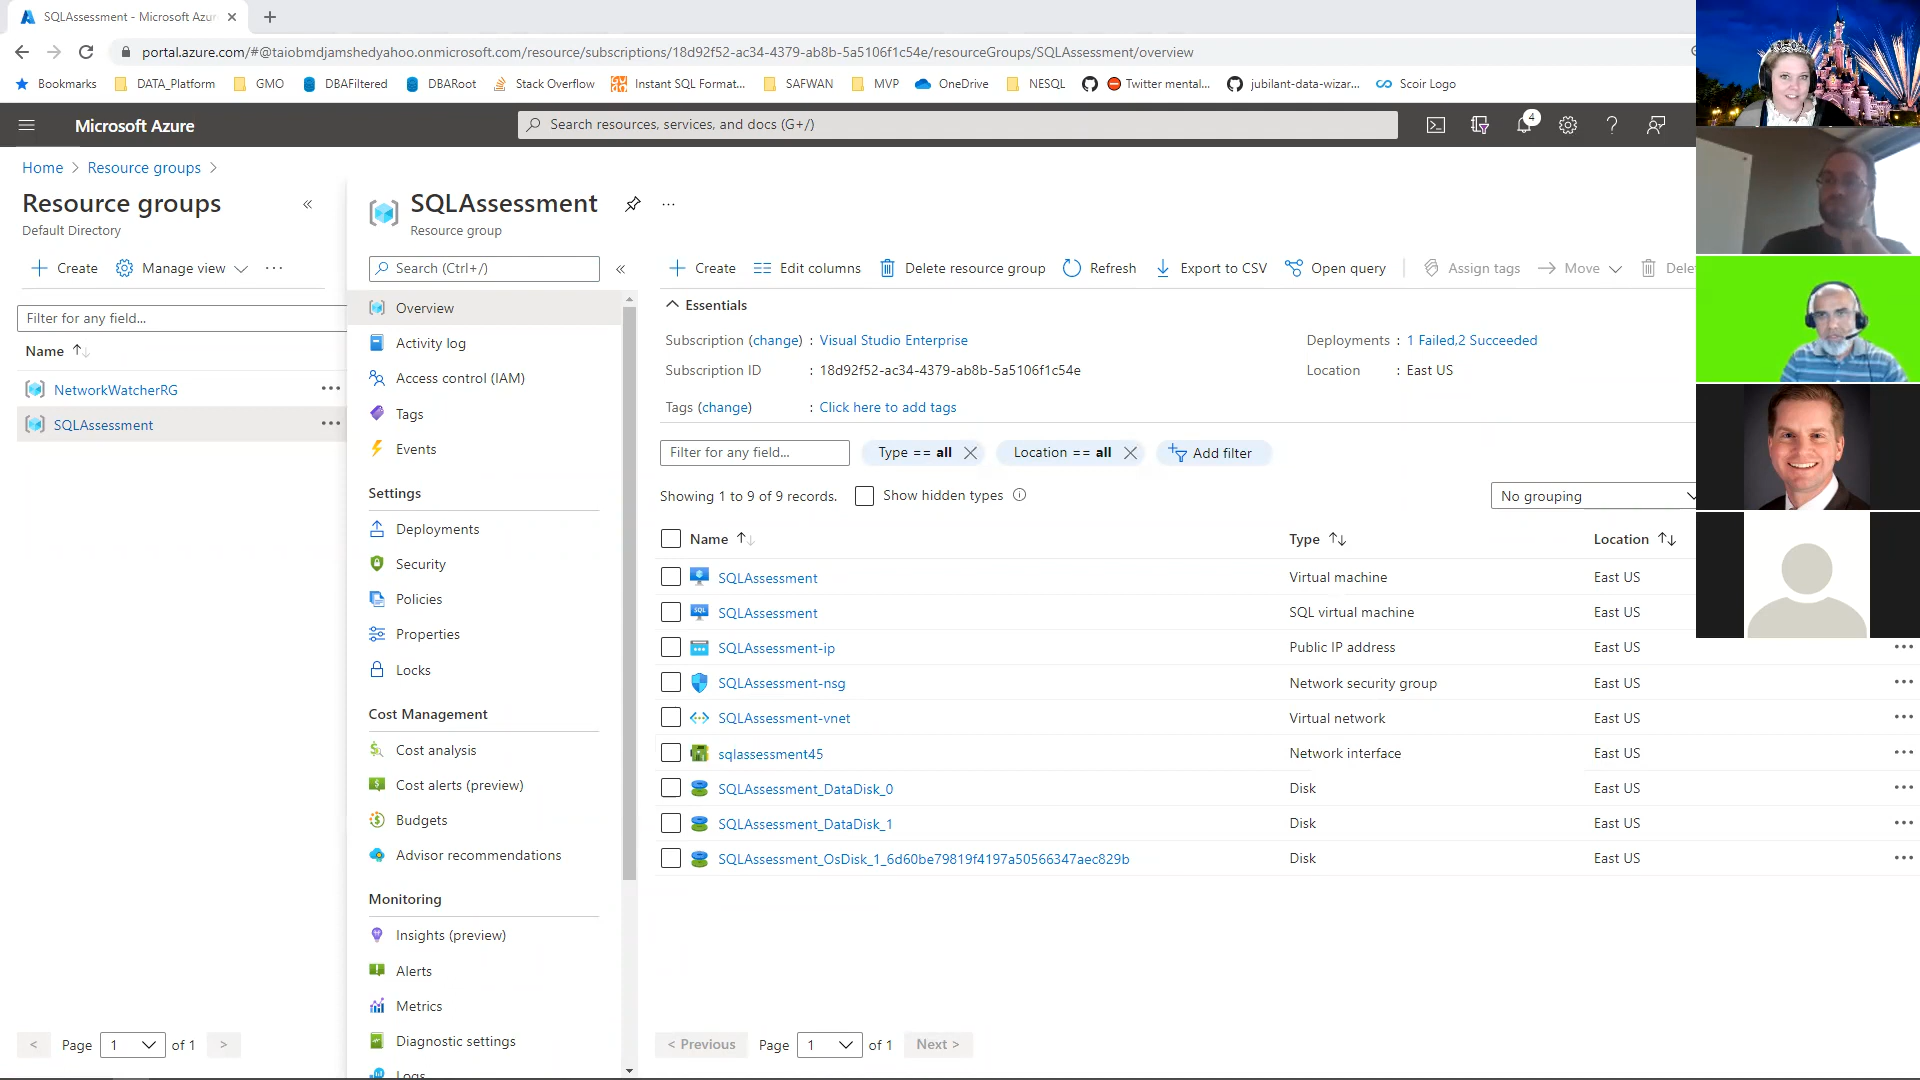 SQLAssessment - Microsoft Azur
portal.azure.com/#@taiobmdjamshedyahoo.onmicrosoft.com/resource/subscriptions/18d92f52-ac34-4379-ab8b-5a5106f1c54e/resourceGroups/SQLAssessment/overview
Bookmarks DATA_Platform GMO DBAFiltered DBARoot Stack Overflow Instant SQL Format... SAFWAN MVP OneDrive NESQL Twitter mental... jubilant-data-wizar... Scoir Logo
Microsoft Azure
Search resources, services, and docs (G+/)
4
Home > Resource groups >
Resource groups
Default Directory
+ Create Manage view ...
Filter for any field...
Name
NetworkWatcherRG ...
SQLAssessment ...
< Page 1 of 1 >
SQLAssessment ...
Resource group
Search (Ctrl+/)
Overview
Activity log
Access control (IAM)
Tags
Events
Settings
Deployments
Security
Policies
Properties
Locks
Cost Management
Cost analysis
Cost alerts (preview)
Budgets
Advisor recommendations
Monitoring
Insights (preview)
Alerts
Metrics
Diagnostic settings
Logs
+ Create Edit columns Delete resource group Refresh Export to CSV Open query Assign tags Move Dele
Essentials
Subscription (change) : Visual Studio Enterprise
Deployments : 1 Failed,2 Succeeded
Subscription ID : 18d92f52-ac34-4379-ab8b-5a5106f1c54e
Location : East US
Tags (change) : Click here to add tags
Filter for any field... Type == all Location == all Add filter
Showing 1 to 9 of 9 records. Show hidden types No grouping
Name Type Location
SQLAssessment Virtual machine East US
SQLAssessment SQL virtual machine East US
SQLAssessment-ip Public IP address East US ...
SQLAssessment-nsg Network security group East US ...
SQLAssessment-vnet Virtual network East US ...
sqlassessment45 Network interface East US ...
SQLAssessment_DataDisk_0 Disk East US ...
SQLAssessment_DataDisk_1 Disk East US ...
SQLAssessment_OsDisk_1_6d60be79819f4197a50566347aec829b Disk East US ...
< Previous Page 1 of 1 Next >